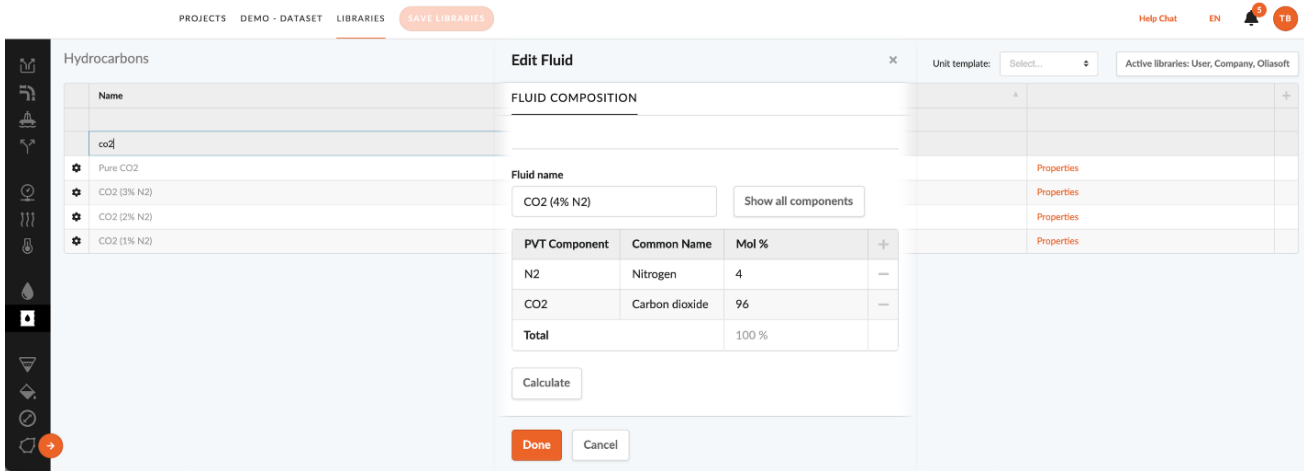 PROJECTS DEMO - DATASET LIBRARIES SAVE LIBRARIES Help Chat EN 5 TB
Hydrocarbons
Edit Fluid ×
Unit template: Select... Active libraries: User, Company, Oliasoft
Name
FLUID COMPOSITION
co2
Pure CO2 Properties
CO2 (3% N2) Properties
CO2 (2% N2) Properties
CO2 (1% N2) Properties
Fluid name
CO2 (4% N2) Show all components
PVT Component Common Name Mol % +
N2 Nitrogen 4 −
CO2 Carbon dioxide 96 −
Total 100 %
Calculate
Done Cancel